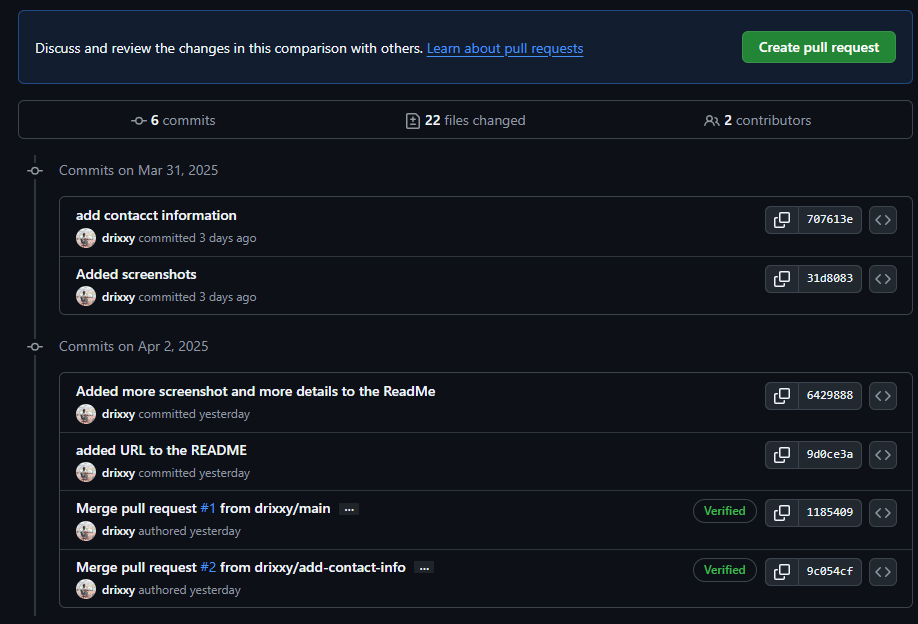 Discuss and review the changes in this comparison with others. Learn about pull requests
Create pull request
6 commits
22 files changed
2 contributors
Commits on Mar 31, 2025
add contacct information
707613e
drixxy committed 3 days ago
Added screenshots
31d8083
drixxy committed 3 days ago
Commits on Apr 2, 2025
Added more screenshot and more details to the ReadMe
6429888
drixxy committed yesterday
added URL to the README
9d0ce3a
drixxy committed yesterday
Merge pull request #1 from drixxy/main ...
Verified
1185409
drixxy authored yesterday
Merge pull request #2 from drixxy/add-contact-info ...
Verified
9c054cf
drixxy authored yesterday